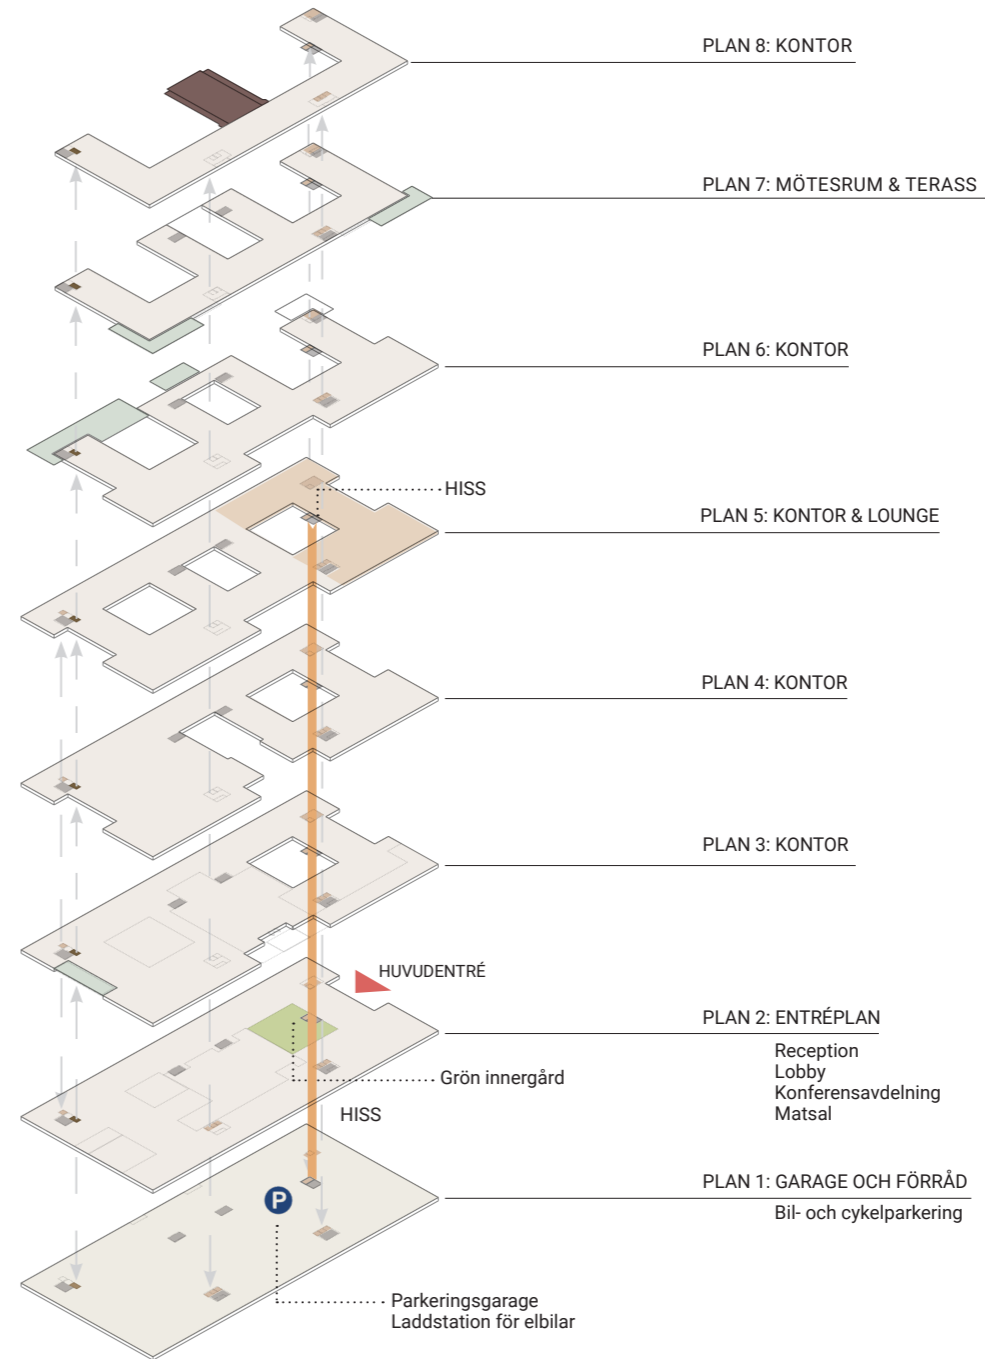 PLAN 8: KONTOR
PLAN 7: MÖTESRUM & TERASS
PLAN 6: KONTOR
HISS
PLAN 5: KONTOR & LOUNGE
PLAN 4: KONTOR
PLAN 3: KONTOR
HUVUDENTRÉ
PLAN 2: ENTRÉPLAN
Reception
Lobby
Konferensavdelning
Matsal
Grön innergård
HISS
PLAN 1: GARAGE OCH FÖRRÅD
Bil- och cykelparkering
P
Parkeringsgarage
Laddstation för elbilar